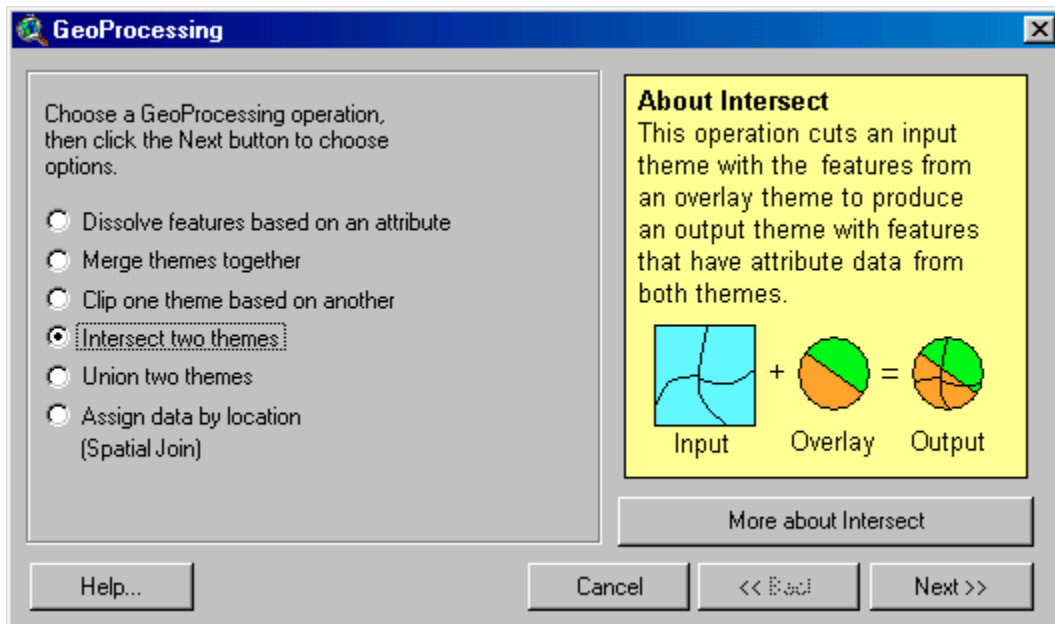 GeoProcessing
Choose a GeoProcessing operation,
then click the Next button to choose
options.
Dissolve features based on an attribute
Merge themes together
Clip one theme based on another
Intersect two themes
Union two themes
Assign data by location
(Spatial Join)
About Intersect
This operation cuts an input
theme with the features from
an overlay theme to produce
an output theme with features
that have attribute data from
both themes.
+ =
Input Overlay Output
More about Intersect
Help... Cancel << Back Next >>